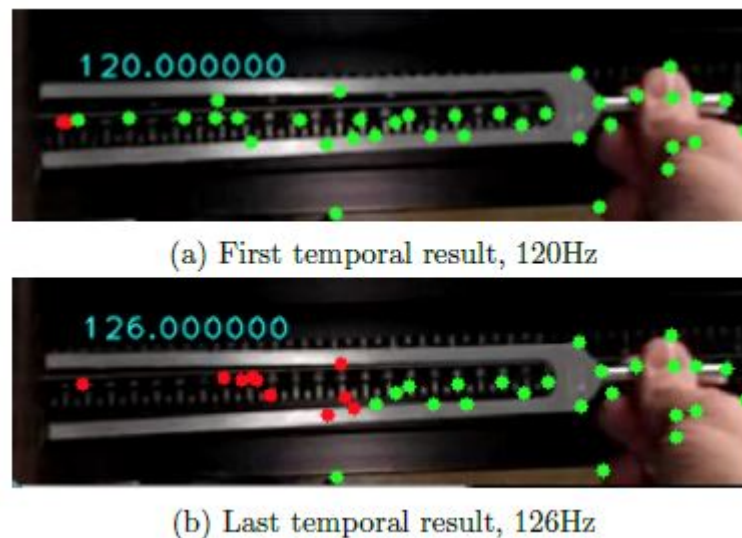 120.000000
(a) First temporal result, 120Hz
126.000000
(b) Last temporal result, 126Hz